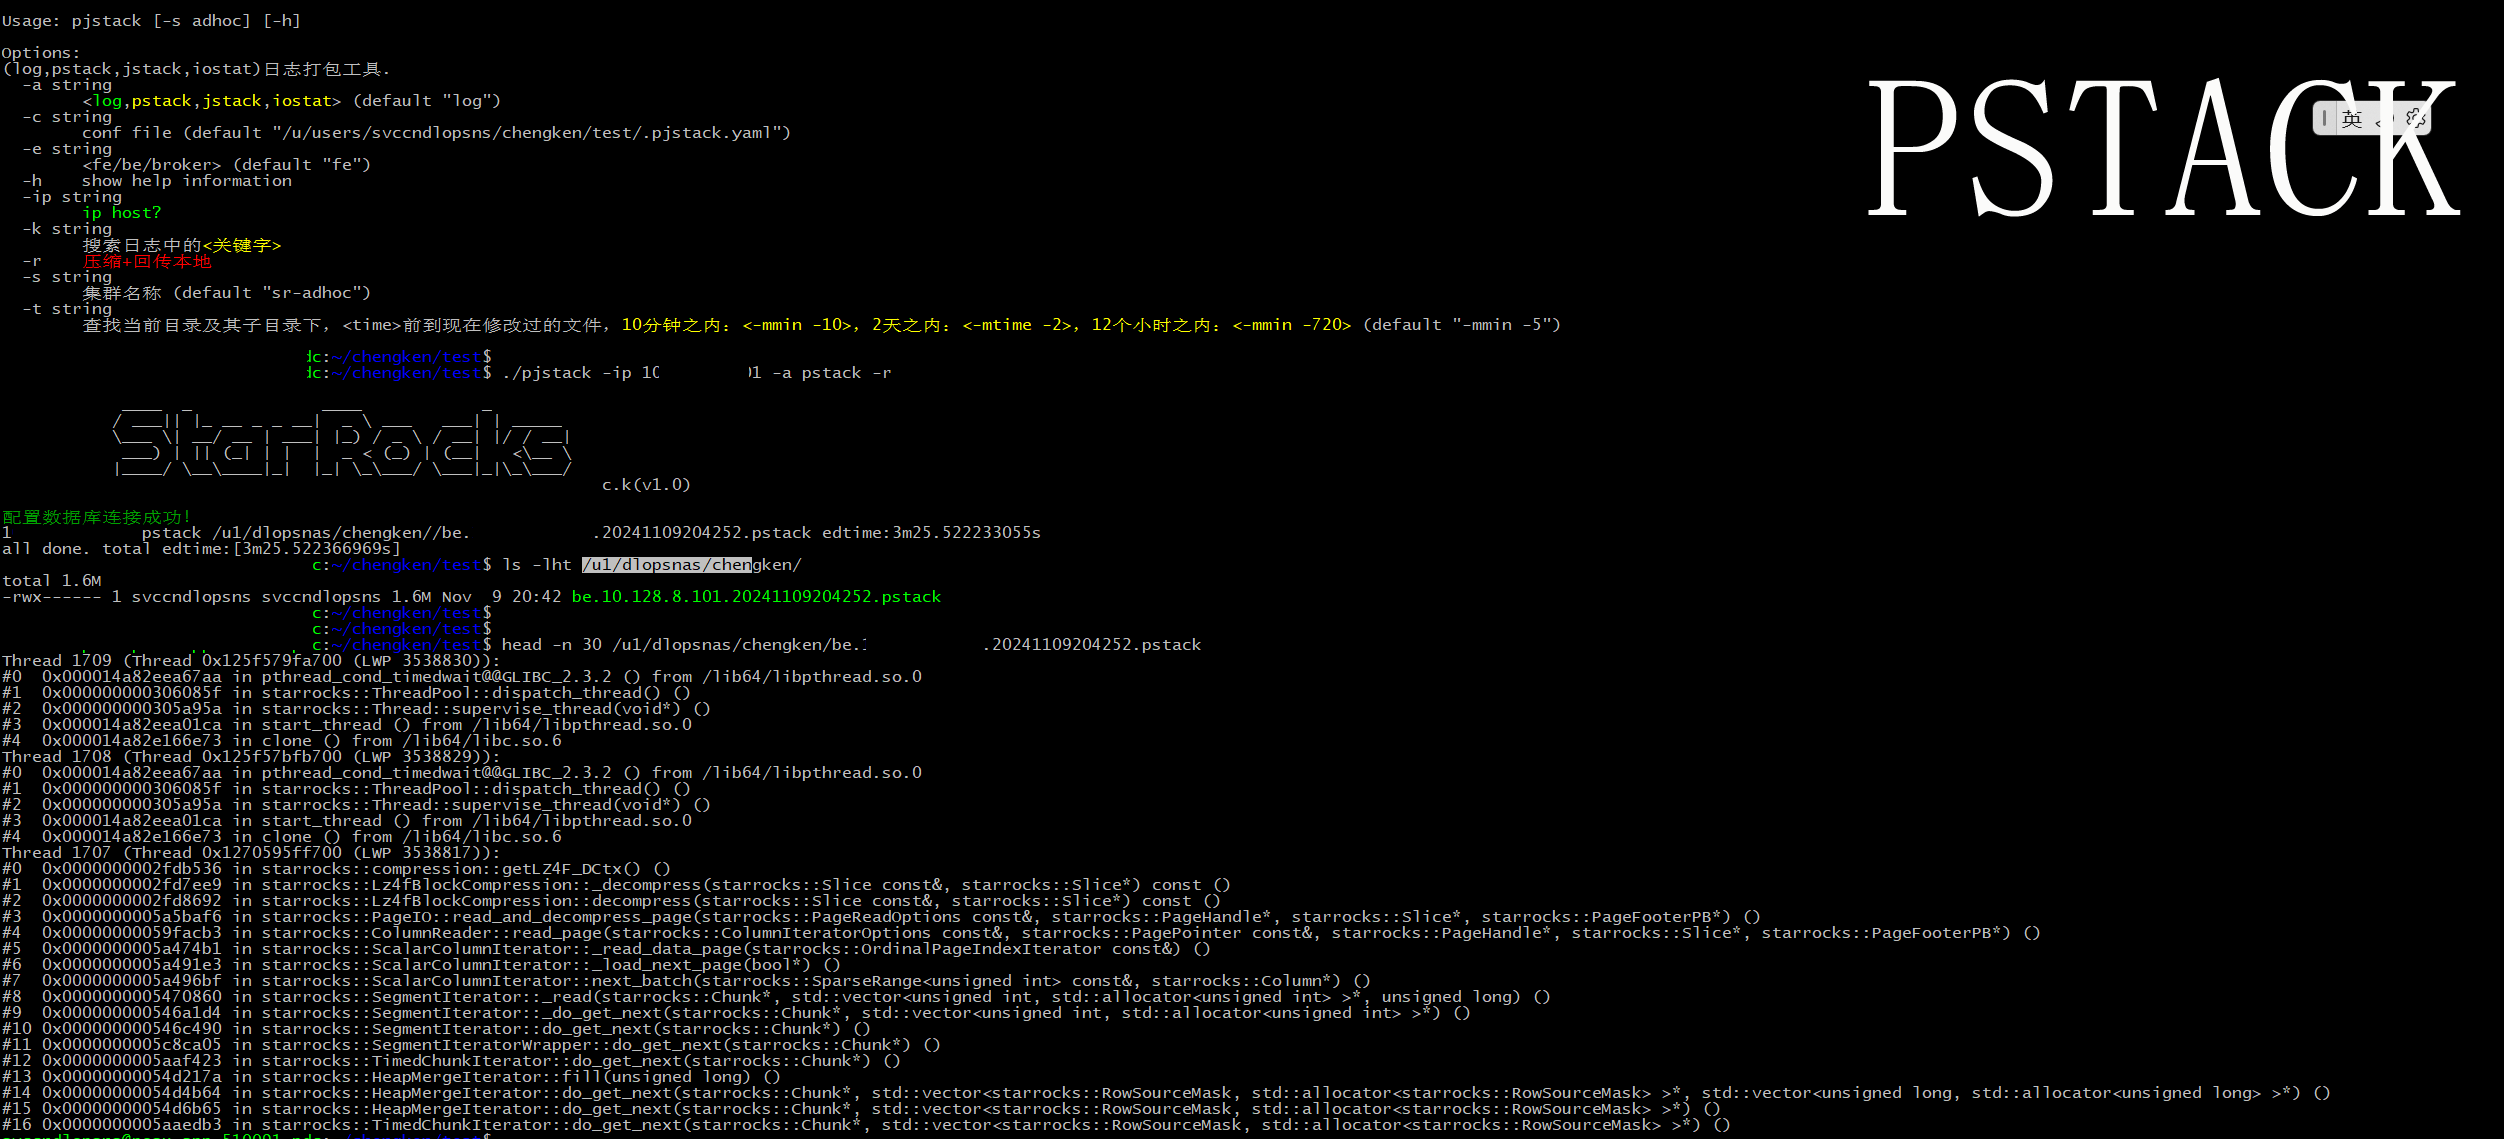 Usage: pjstack [-s adhoc] [-h]
Options:
(log,pstack,jstack,iostat)日志打包工具.
-a string
<log,pstack,jstack,iostat> (default "log")
-c string
conf file (default "/u/users/svccndlopsns/chengken/test/.pjstack.yaml")
-e string
<fe/be/broker> (default "fe")
-h show help information
-ip string
ip host?
-k string
搜索日志中的<关键字>
-r 压缩+回传本地
-s string
集群名称 (default "sr-adhoc")
-t string
查找当前目录及其子目录下, <time>前到现在修改过的文件, 10分钟之内: <-mmin -10>, 2天之内: <-mtime -2>, 12个小时之内: <-mmin -720> (default "-mmin -5")
PSTACK
英
dc:~/chengken/test$
dc:~/chengken/test$ ./pjstack -ip 10 01 -a pstack -r
StarRocks
c.k(v1.0)
配置数据库连接成功!
1 pstack /u1/dlopsnas/chengken//be. .20241109204252.pstack edtime:3m25.522233055s
all done. total edtime:[3m25.522366969s]
c:~/chengken/test$ ls -lht /u1/dlopsnas/chengken/
total 1.6M
-rwx------ 1 svccndlopsns svccndlopsns 1.6M Nov 9 20:42 be.10.128.8.101.20241109204252.pstack
c:~/chengken/test$
c:~/chengken/test$
c:~/chengken/test$ head -n 30 /u1/dlopsnas/chengken/be. .20241109204252.pstack
Thread 1709 (Thread 0x125f579fa700 (LWP 3538830)):
#0 0x000014a82eea67aa in pthread_cond_timedwait@@GLIBC_2.3.2 () from /lib64/libpthread.so.0
#1 0x000000000306085f in starrocks::ThreadPool::dispatch_thread() ()
#2 0x000000000305a95a in starrocks::Thread::supervise_thread(void*) ()
#3 0x000014a82eea01ca in start_thread () from /lib64/libpthread.so.0
#4 0x000014a82e166e73 in clone () from /lib64/libc.so.6
Thread 1708 (Thread 0x125f57bfb700 (LWP 3538829)):
#0 0x000014a82eea67aa in pthread_cond_timedwait@@GLIBC_2.3.2 () from /lib64/libpthread.so.0
#1 0x000000000306085f in starrocks::ThreadPool::dispatch_thread() ()
#2 0x000000000305a95a in starrocks::Thread::supervise_thread(void*) ()
#3 0x000014a82eea01ca in start_thread () from /lib64/libpthread.so.0
#4 0x000014a82e166e73 in clone () from /lib64/libc.so.6
Thread 1707 (Thread 0x1270595ff700 (LWP 3538817)):
#0 0x0000000002fdb536 in starrocks::compression::getLZ4F_DCtx() ()
#1 0x0000000002fd7ee9 in starrocks::Lz4fBlockCompression::_decompress(starrocks::Slice const&, starrocks::Slice*) const ()
#2 0x0000000002fd8692 in starrocks::Lz4fBlockCompression::decompress(starrocks::Slice const&, starrocks::Slice*) const ()
#3 0x0000000005a5baf6 in starrocks::PageIO::read_and_decompress_page(starrocks::PageReadOptions const&, starrocks::PageHandle*, starrocks::Slice*, starrocks::PageFooterPB*) ()
#4 0x00000000059facb3 in starrocks::ColumnReader::read_page(starrocks::ColumnIteratorOptions const&, starrocks::PagePointer const&, starrocks::PageHandle*, starrocks::Slice*, starrocks::PageFooterPB*) ()
#5 0x0000000005a474b1 in starrocks::ScalarColumnIterator::_read_data_page(starrocks::OrdinalPageIndexIterator const&) ()
#6 0x0000000005a491e3 in starrocks::ScalarColumnIterator::_load_next_page(bool*) ()
#7 0x0000000005a496bf in starrocks::ScalarColumnIterator::next_batch(starrocks::SparseRange<unsigned int> const&, starrocks::Column*) ()
#8 0x0000000005470860 in starrocks::SegmentIterator::_read(starrocks::Chunk*, std::vector<unsigned int, std::allocator<unsigned int> >*, unsigned long) ()
#9 0x000000000546a1d4 in starrocks::SegmentIterator::_do_get_next(starrocks::Chunk*, std::vector<unsigned int, std::allocator<unsigned int> >*) ()
#10 0x000000000546c490 in starrocks::SegmentIterator::do_get_next(starrocks::Chunk*) ()
#11 0x0000000005c8ca05 in starrocks::SegmentIteratorWrapper::do_get_next(starrocks::Chunk*) ()
#12 0x0000000005aaf423 in starrocks::TimedChunkIterator::do_get_next(starrocks::Chunk*) ()
#13 0x00000000054d217a in starrocks::HeapMergeIterator::fill(unsigned long) ()
#14 0x00000000054d4b64 in starrocks::HeapMergeIterator::do_get_next(starrocks::Chunk*, std::vector<starrocks::RowSourceMask, std::allocator<starrocks::RowSourceMask> >*, std::vector<unsigned long, std::allocator<unsigned long> >*) ()
#15 0x00000000054d6b65 in starrocks::HeapMergeIterator::do_get_next(starrocks::Chunk*, std::vector<starrocks::RowSourceMask, std::allocator<starrocks::RowSourceMask> >*) ()
#16 0x0000000005aaedb3 in starrocks::TimedChunkIterator::do_get_next(starrocks::Chunk*, std::vector<starrocks::RowSourceMask, std::allocator<starrocks::RowSourceMask> >*) ()